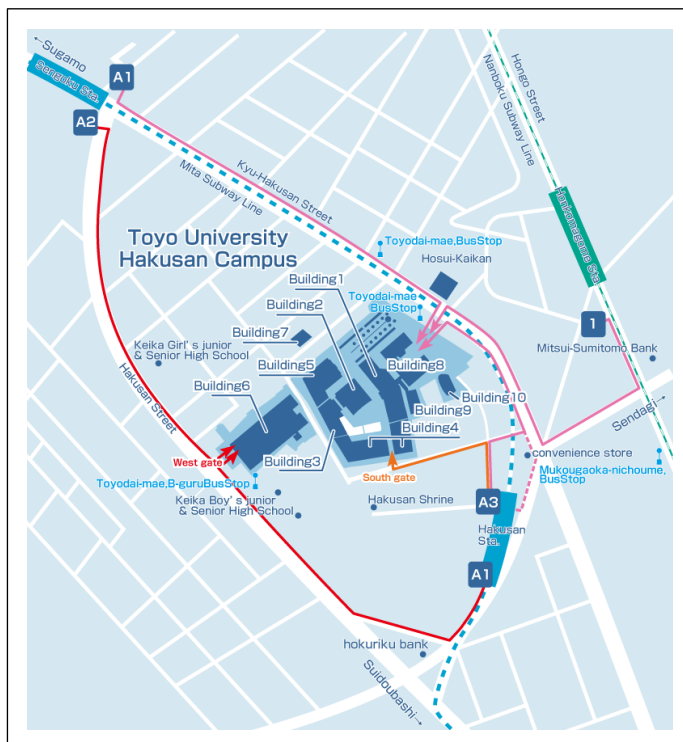 ←Sugamo
Sengoku Sta.
A1
A2
Hongo Street
Nanboku Subway Line
Kyu-Hakusan Street
Mita Subway Line
Toyo University
Hakusan Campus
Toyodai-mae,BusStop
Hosui-Kaikan
Honkomagome Sta.
Building1
Building2
Toyodai-mae
BusStop
Building7
1
Keika Girl's junior
& Senior High School
Mitsui-Sumitomo Bank
Building5
Building8
Building6
Building10
Hakusan Street
Building9
Sendagi→
Building4
convenience store
West gate
Building3
Mukougaoka-nichoume,
BusStop
Toyodai-mae,B-guruBusStop
South gate
Keika Boy's junior
& Senior High School
Hakusan Shrine
A3
Hakusan
Sta.
A1
hokuriku bank
Suidoubashi→